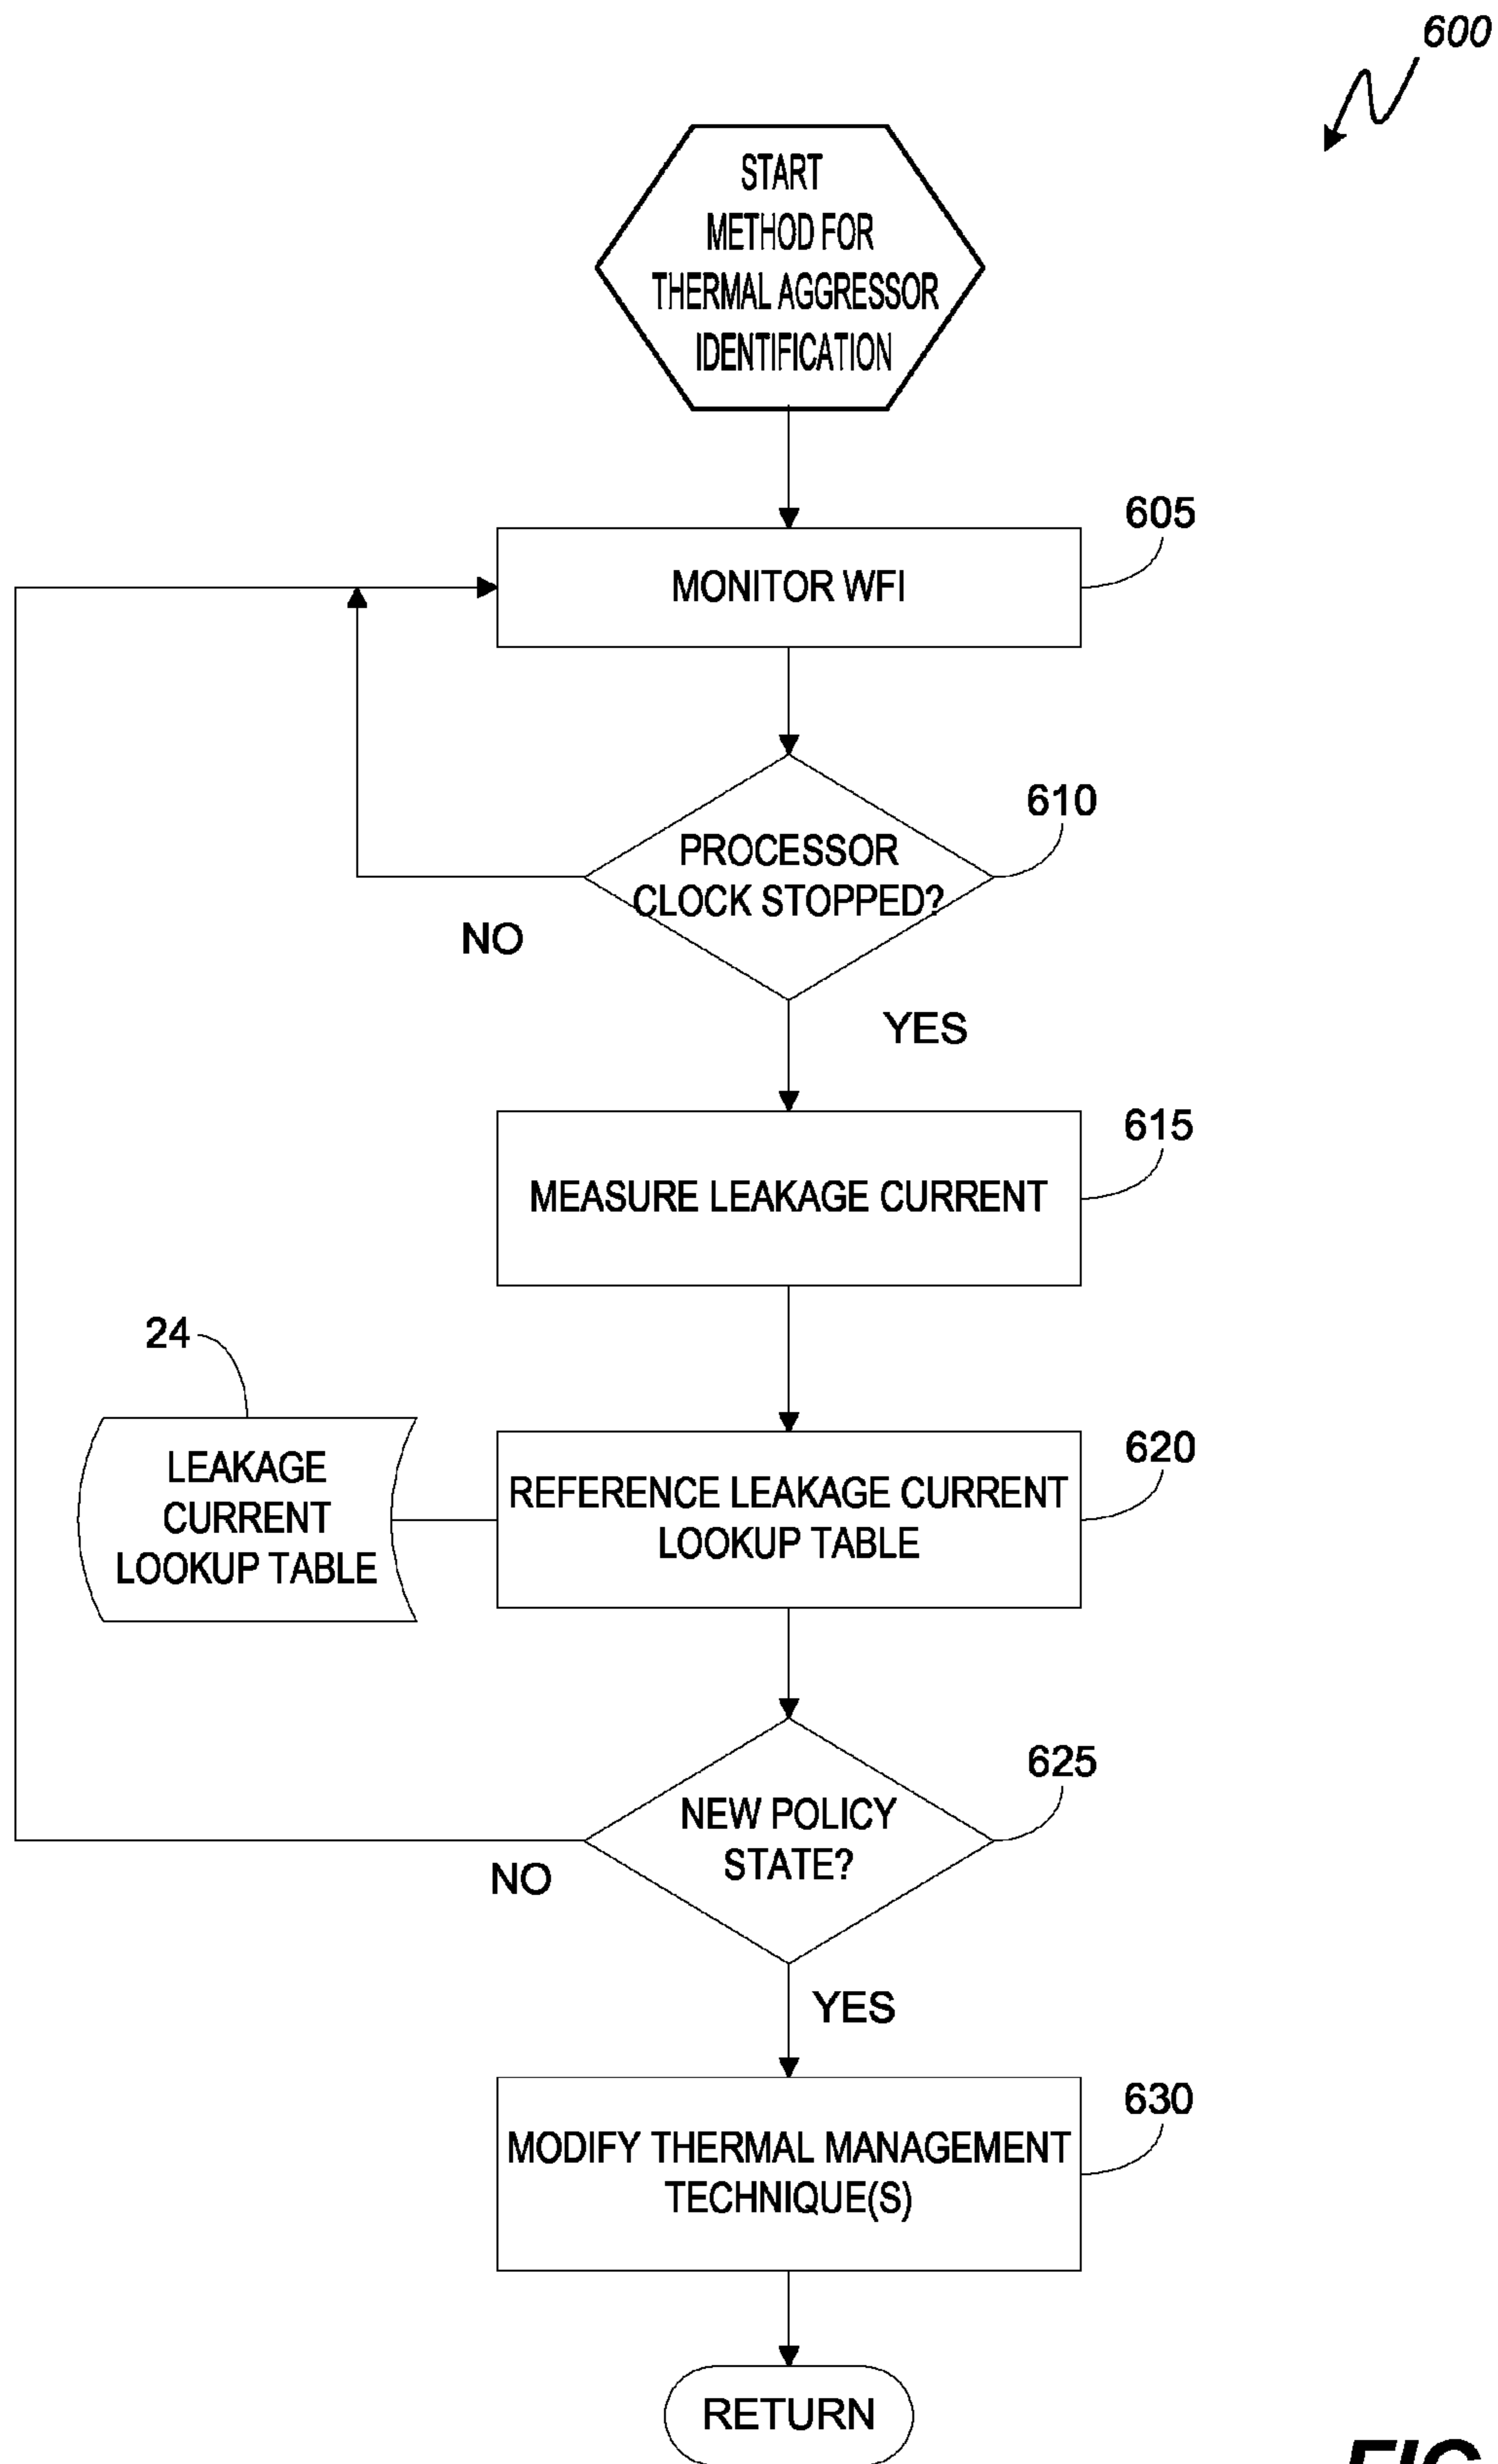 600
START
METHOD FOR
THERMAL AGGRESSOR
IDENTIFICATION
605
MONITOR WFI
610
PROCESSOR
CLOCK STOPPED?
NO
YES
615
MEASURE LEAKAGE CURRENT
24
LEAKAGE
CURRENT
LOOKUP TABLE
620
REFERENCE LEAKAGE CURRENT
LOOKUP TABLE
625
NEW POLICY
STATE?
NO
YES
630
MODIFY THERMAL MANAGEMENT
TECHNIQUE(S)
RETURN